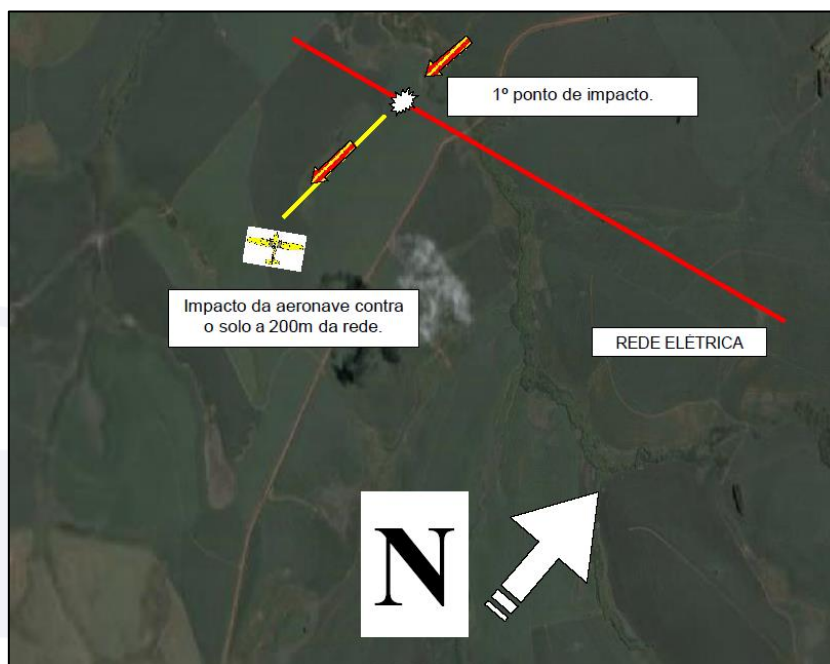 1º ponto de impacto.
Impacto da aeronave contra
o solo a 200m da rede.
REDE ELÉTRICA
N